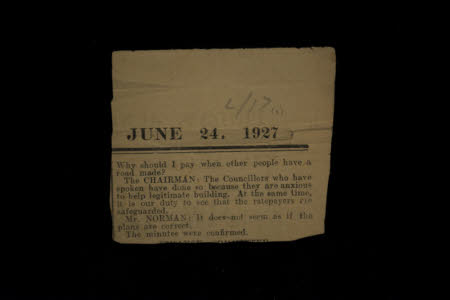 4/17
JUNE 24, 1927
Why should I pay when other people have a
road made?
The CHAIRMAN: The Councillors who have
spoken have done so because they are anxious
to help legitimate building. At the same time,
it is our duty to see that the ratepayers are
safeguarded.
Mr. NORMAN: It does not seem as if the
plans are correct.
The minutes were confirmed.